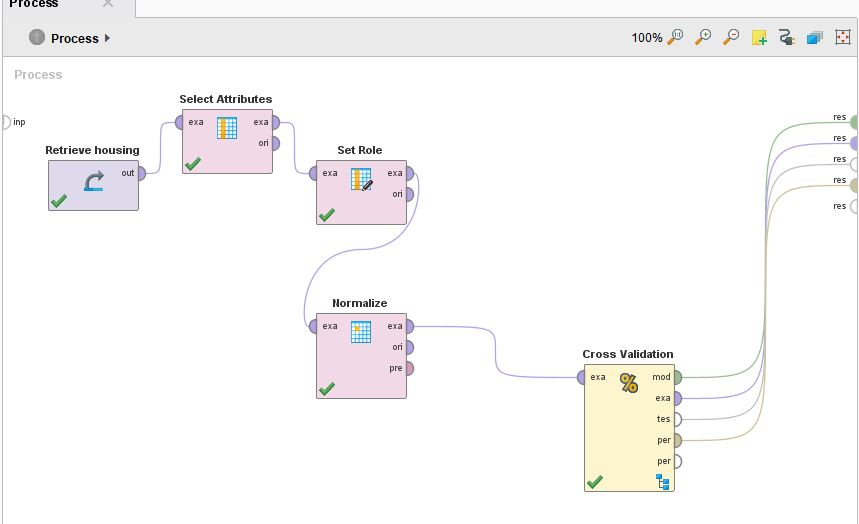 Process
Process
100%
Process
inp
Retrieve housing
out
Select Attributes
exa exa
ori
Set Role
exa exa
ori
Normalize
exa exa
ori
pre
Cross Validation
exa mod
exa
tes
per
per
%
res
res
res
res
res